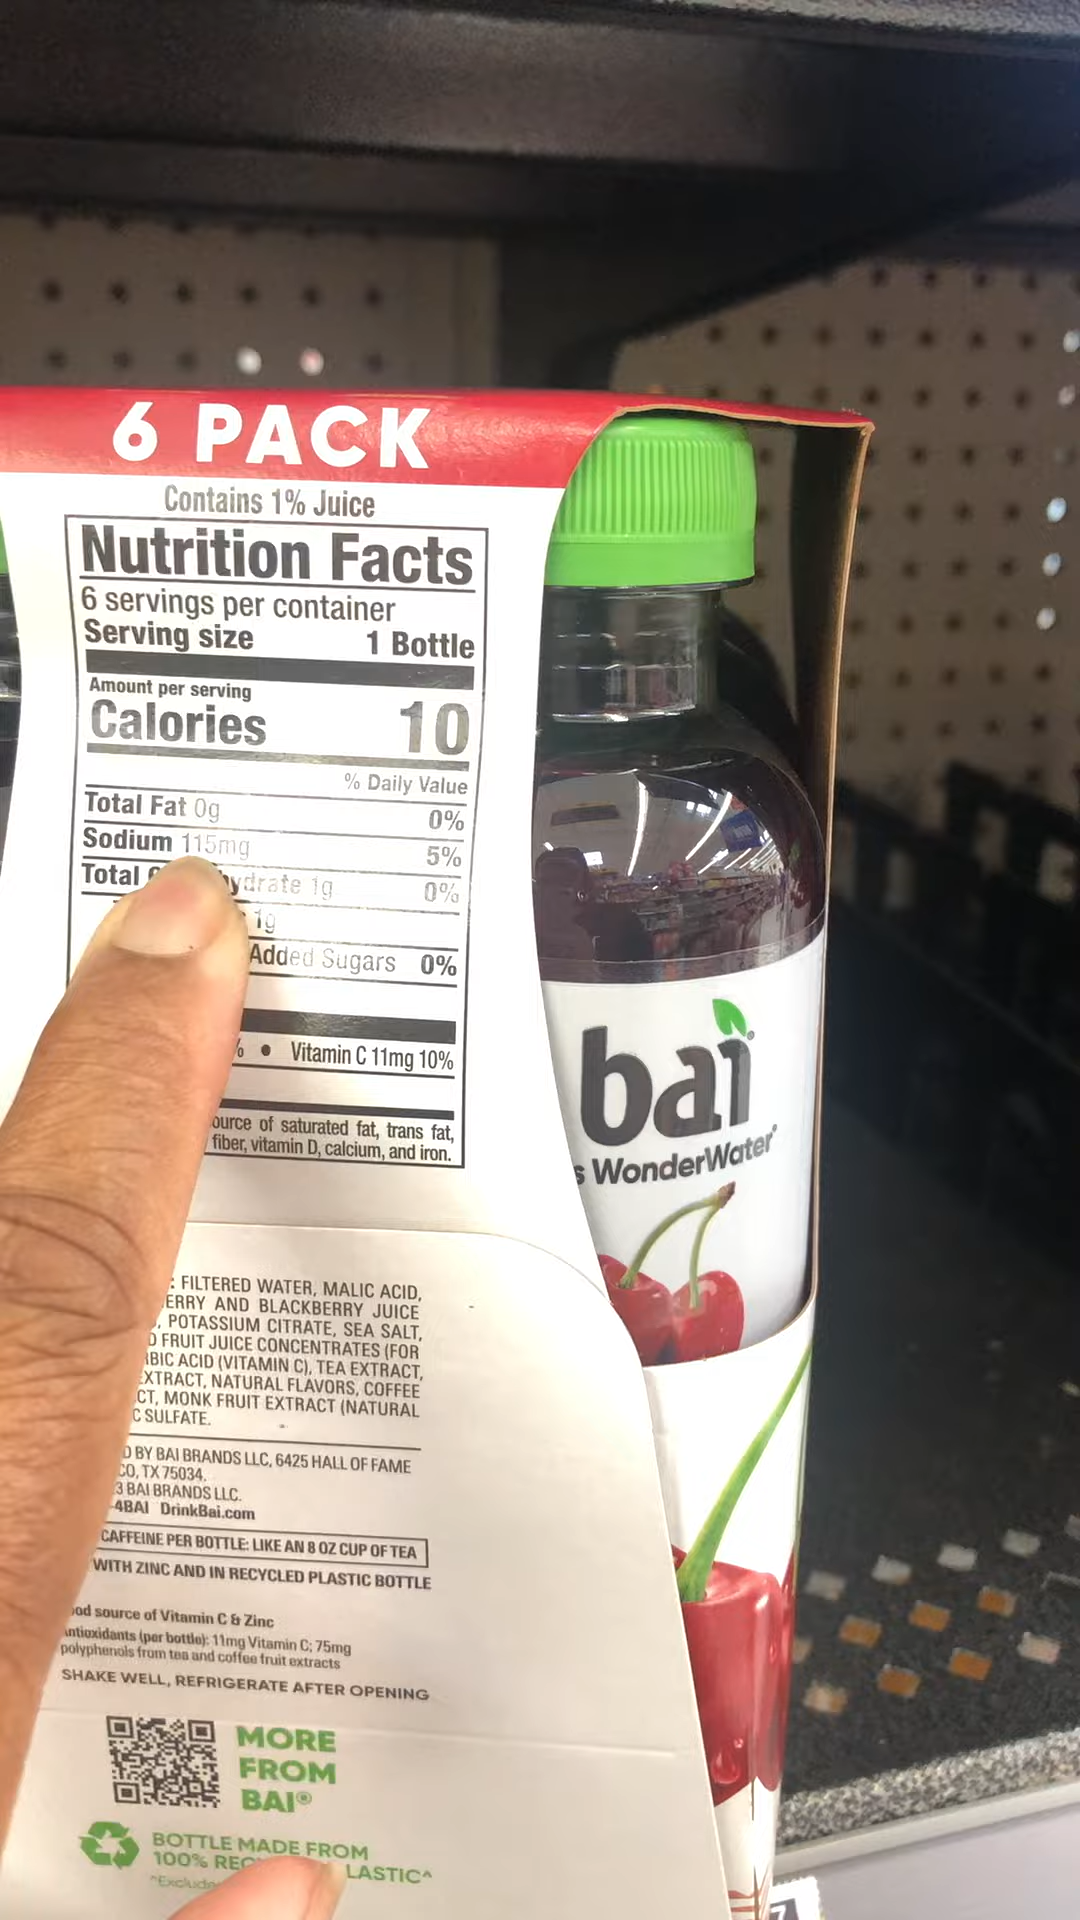 6 PACK
Contains 1% Juice
Nutrition Facts
6 servings per container
Serving size 1 Bottle
Amount per serving
Calories 10
% Daily Value
Total Fat 0g 0%
Sodium 115mg 5%
Total ydrate 1g 0%
1g
Added Sugars 0%
% • Vitamin C 11mg 10%
ource of saturated fat, trans fat,
fiber, vitamin D, calcium, and iron.
: FILTERED WATER, MALIC ACID,
ERRY AND BLACKBERRY JUICE
, POTASSIUM CITRATE, SEA SALT,
D FRUIT JUICE CONCENTRATES (FOR
RBIC ACID (VITAMIN C), TEA EXTRACT,
EXTRACT, NATURAL FLAVORS, COFFEE
CT, MONK FRUIT EXTRACT (NATURAL
C SULFATE.
D BY BAI BRANDS LLC, 6425 HALL OF FAME
CO, TX 75034.
3 BAI BRANDS LLC.
-4BAI DrinkBai.com
CAFFEINE PER BOTTLE: LIKE AN 8 OZ CUP OF TEA
WITH ZINC AND IN RECYCLED PLASTIC BOTTLE
ood source of Vitamin C & Zinc
Antioxidants (per bottle): 11mg Vitamin C; 75mg
polyphenols from tea and coffee fruit extracts
SHAKE WELL, REFRIGERATE AFTER OPENING
MORE
FROM
BAI®
BOTTLE MADE FROM
100% REC LASTIC^
^Exclude
bai®
s WonderWater®
7